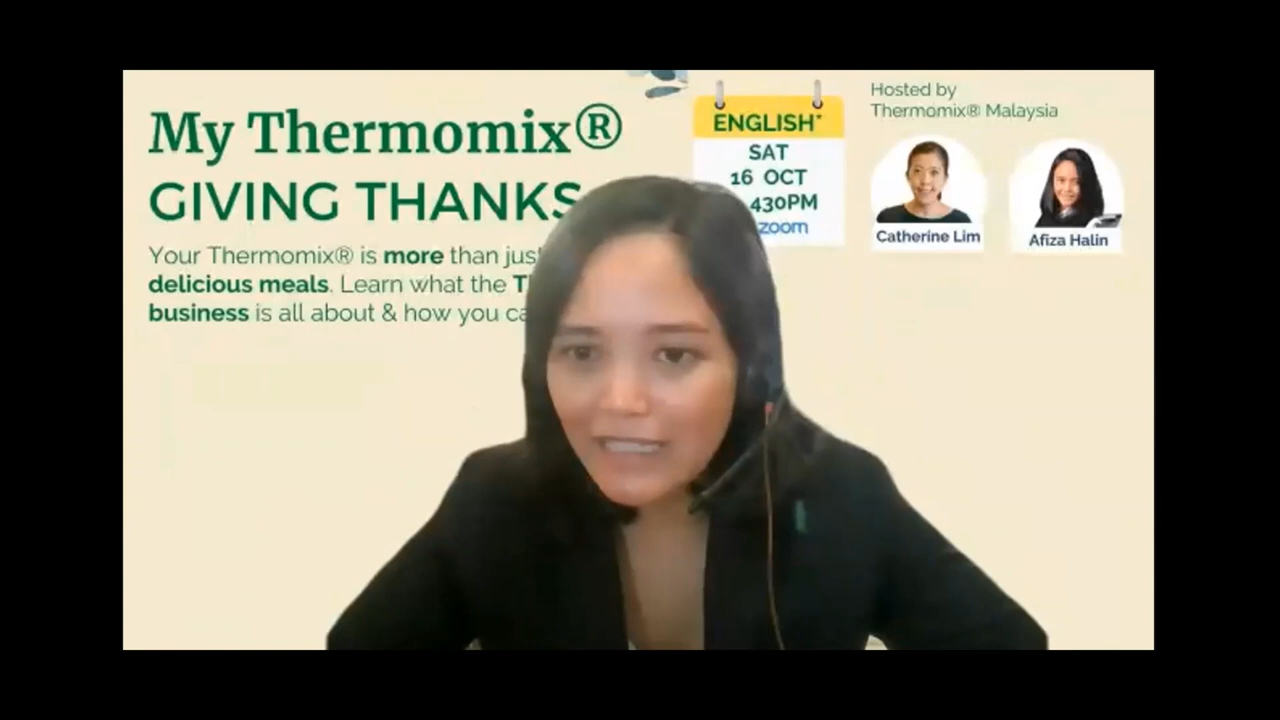 My Thermomix®
GIVING THANKS
Your Thermomix® is more than just
delicious meals. Learn what the
business is all about & how you
ENGLISH*
SAT
16 OCT
430PM
zoom
Hosted by
Thermomix® Malaysia
Catherine Lim
Afiza Halin